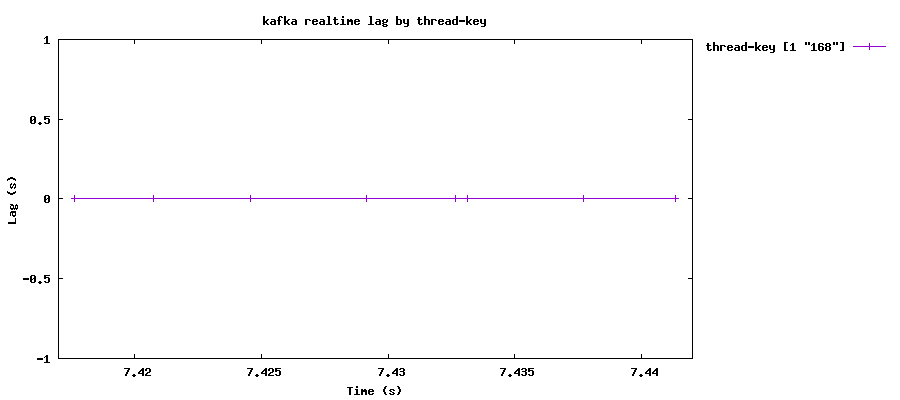 kafka realtime lag by thread-key
thread-key [1 "168"]
1
0.5
0
-0.5
-1
Lag (s)
7.42 7.425 7.43 7.435 7.44
Time (s)